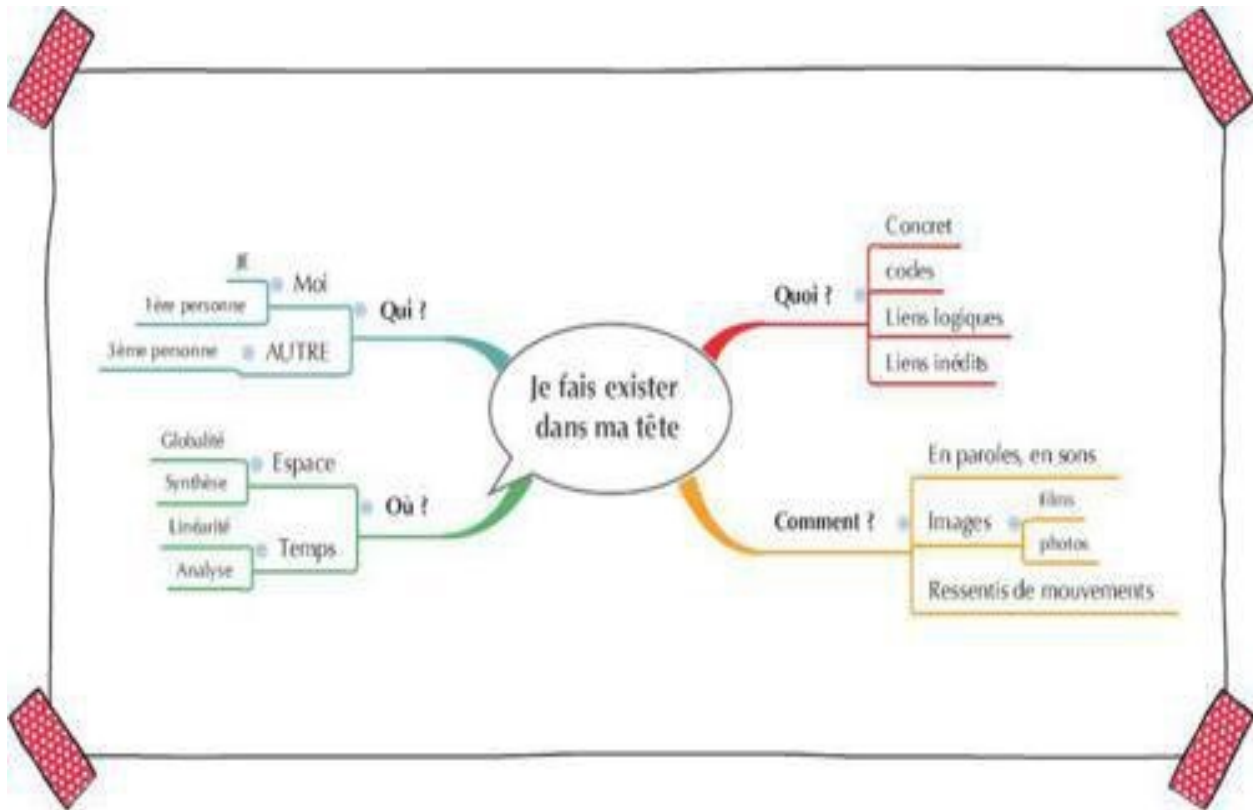 Je fais exister
dans ma tête
Qui ?
Moi
JE
1ère personne
AUTRE
3ème personne
Où ?
Espace
Globalité
Synthèse
Temps
Linéarité
Analyse
Quoi ?
Concret
codes
Liens logiques
Liens inédits
Comment ?
En paroles, en sons
Images
films
photos
Ressentis de mouvements